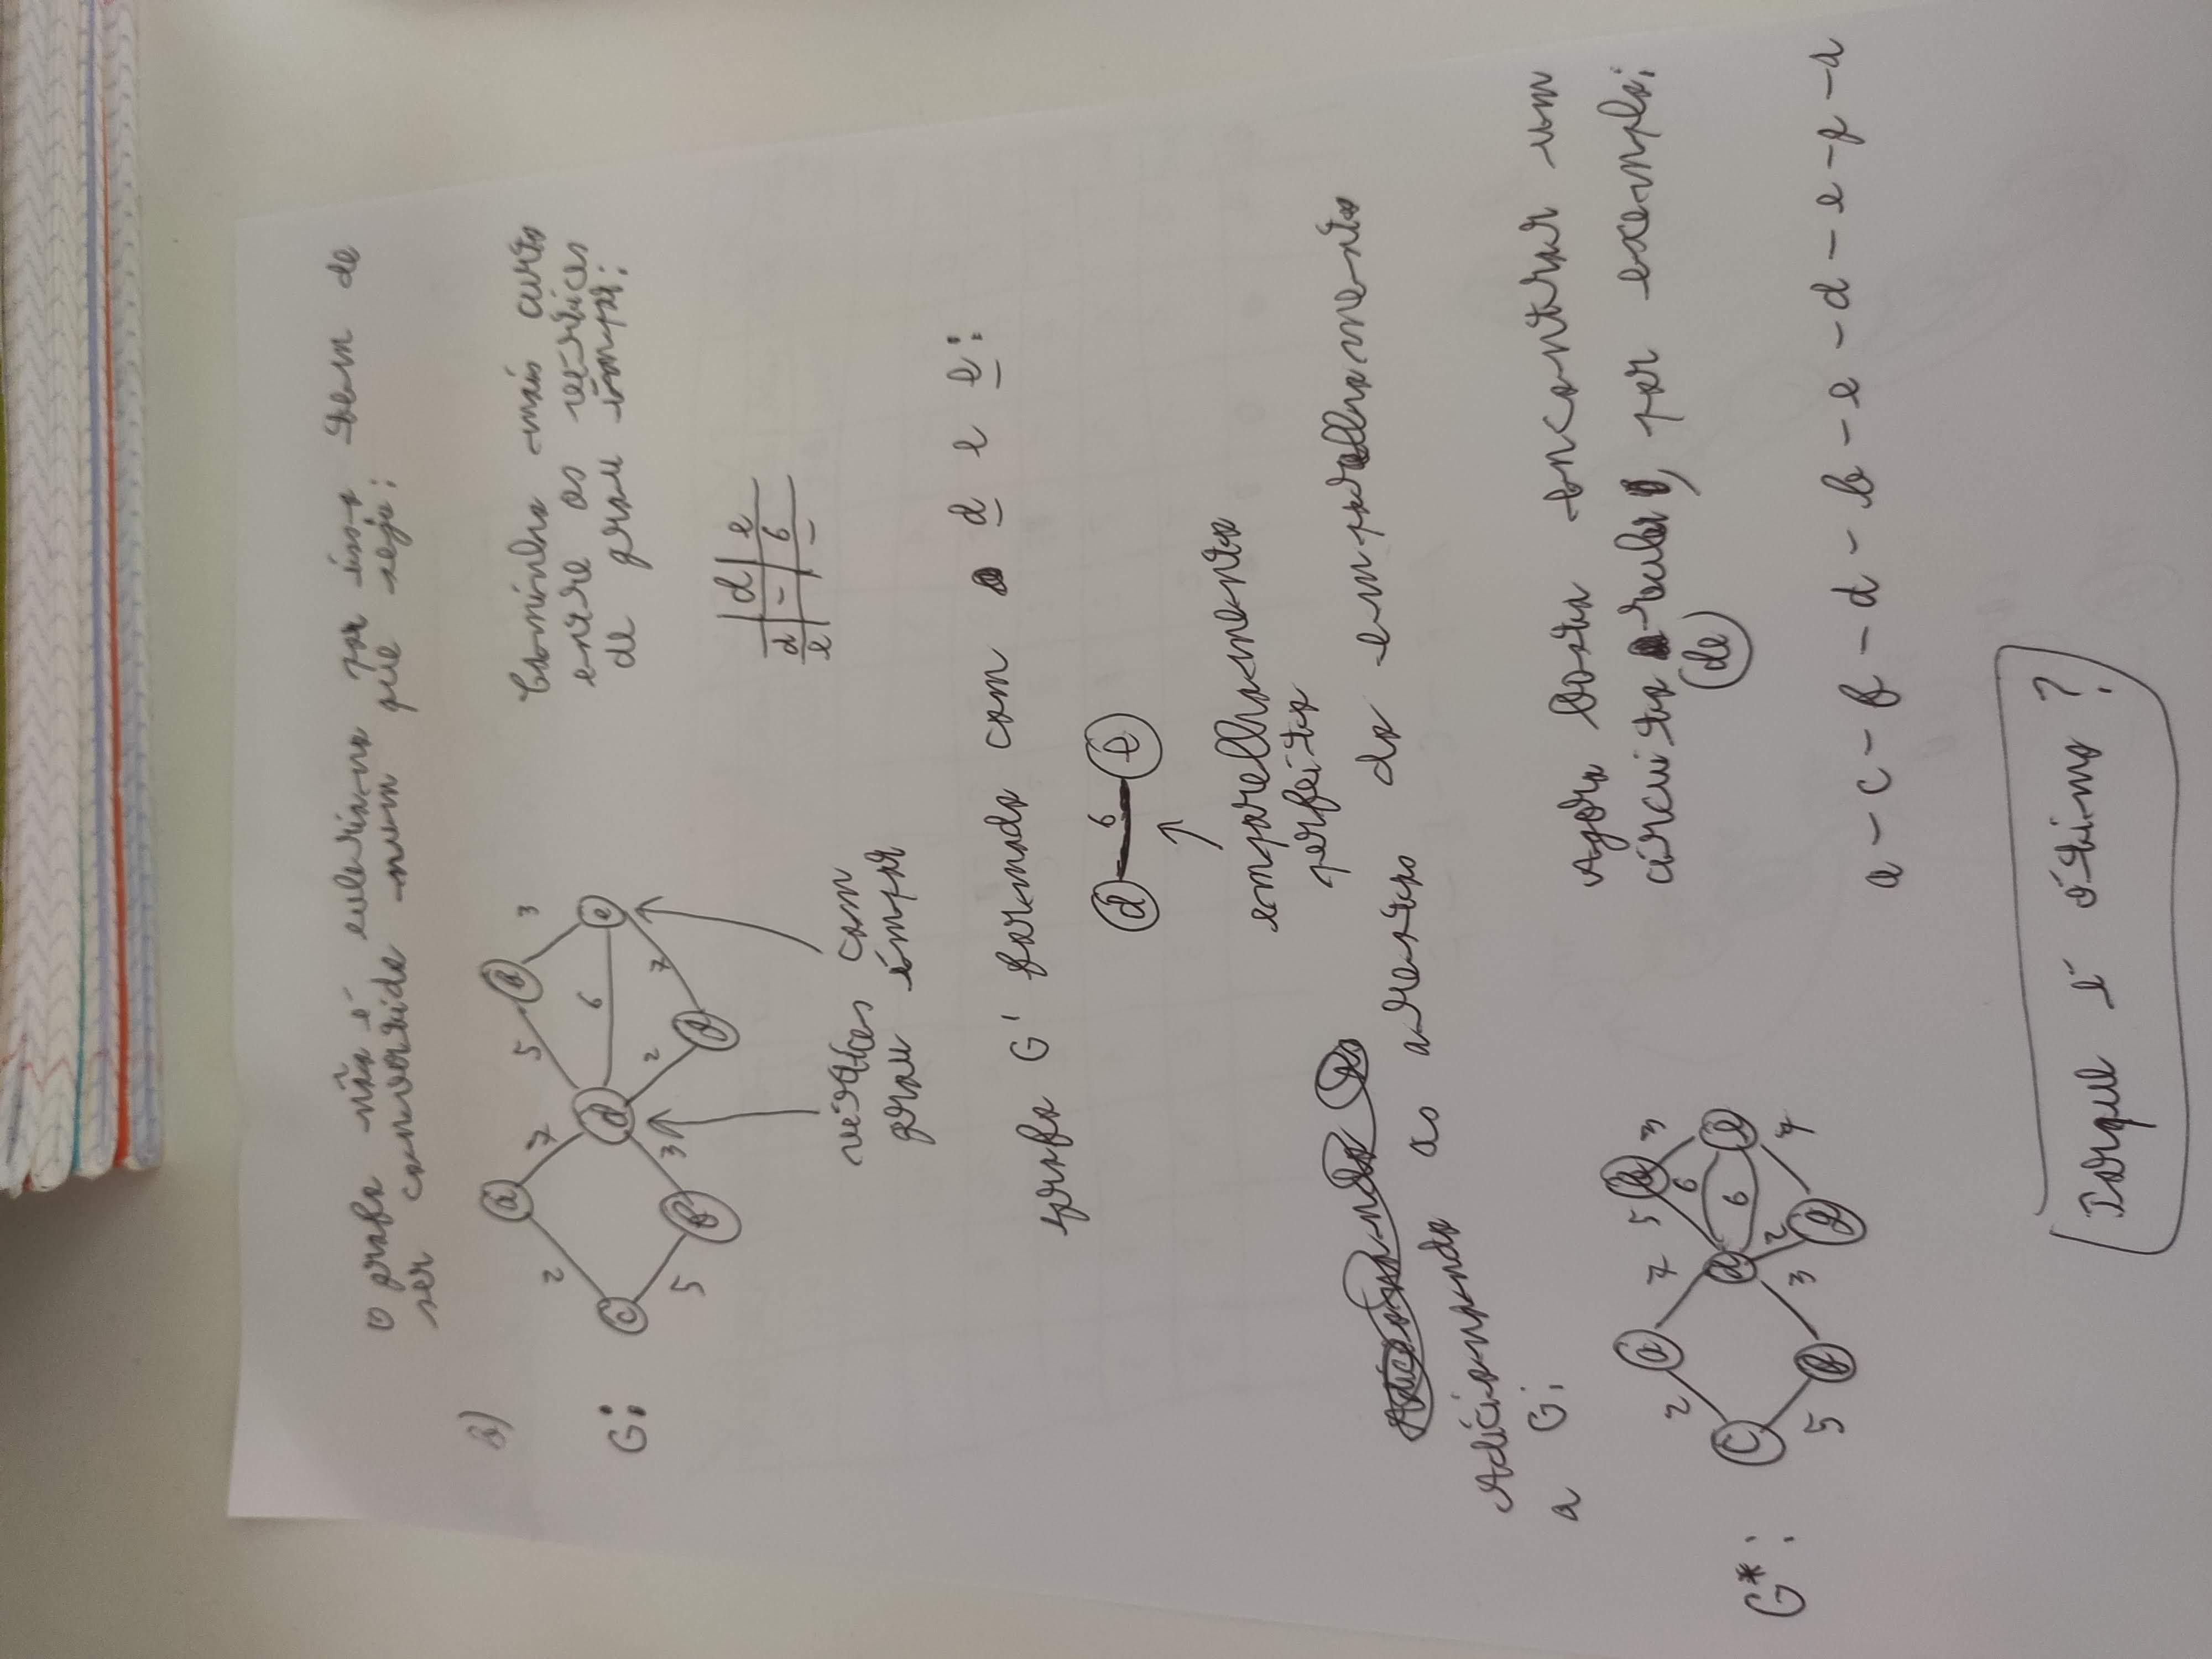 O grafo não é euleriano por isso tem de
ser convertido num que seja:
b)
G:
a
b
c
d
e
f
g
2
7
5
3
6
5
3
2
7
vértices com
grau ímpar
Caminho mais curto
entre os vértices
de grau ímpar:
d e
d - 6
e -
grafo G' formado com d e e:
d 6 e
emparelhamento
perfeito
Adicionando as
Adicionando as arestas do emparelhamento
a G:
G*:
a
b
c
d
e
f
g
2
7
5
3
6
6
5
3
2
7
Agora basta encontrar um
circuito euler, por exemplo:
(de)
a - c - f - d - b - e - d - e - g - d
Porque é ótimo?